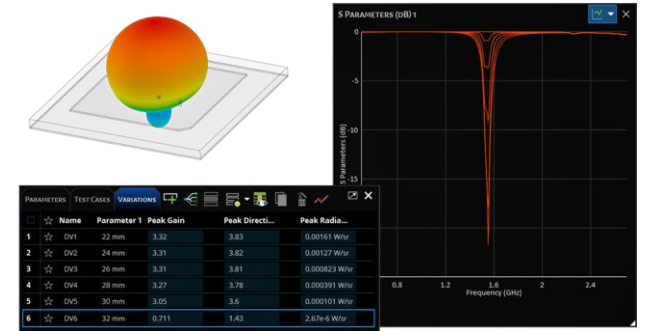 S PARAMETERS (DB) 1
0
-5
-10
-15
S Parameters (dB)
0.8 1.2 1.6 2 2.4
Frequency (GHz)
PARAMETERS TEST CASES VARIATIONS
Name Parameter 1 Peak Gain Peak Directi... Peak Radia...
1 DV1 22 mm 3.32 3.83 0.00161 W/sr
2 DV2 24 mm 3.31 3.82 0.00127 W/sr
3 DV3 26 mm 3.31 3.81 0.000823 W/sr
4 DV4 28 mm 3.27 3.78 0.000391 W/sr
5 DV5 30 mm 3.05 3.6 0.000101 W/sr
6 DV6 32 mm 0.711 1.43 2.67e-6 W/sr